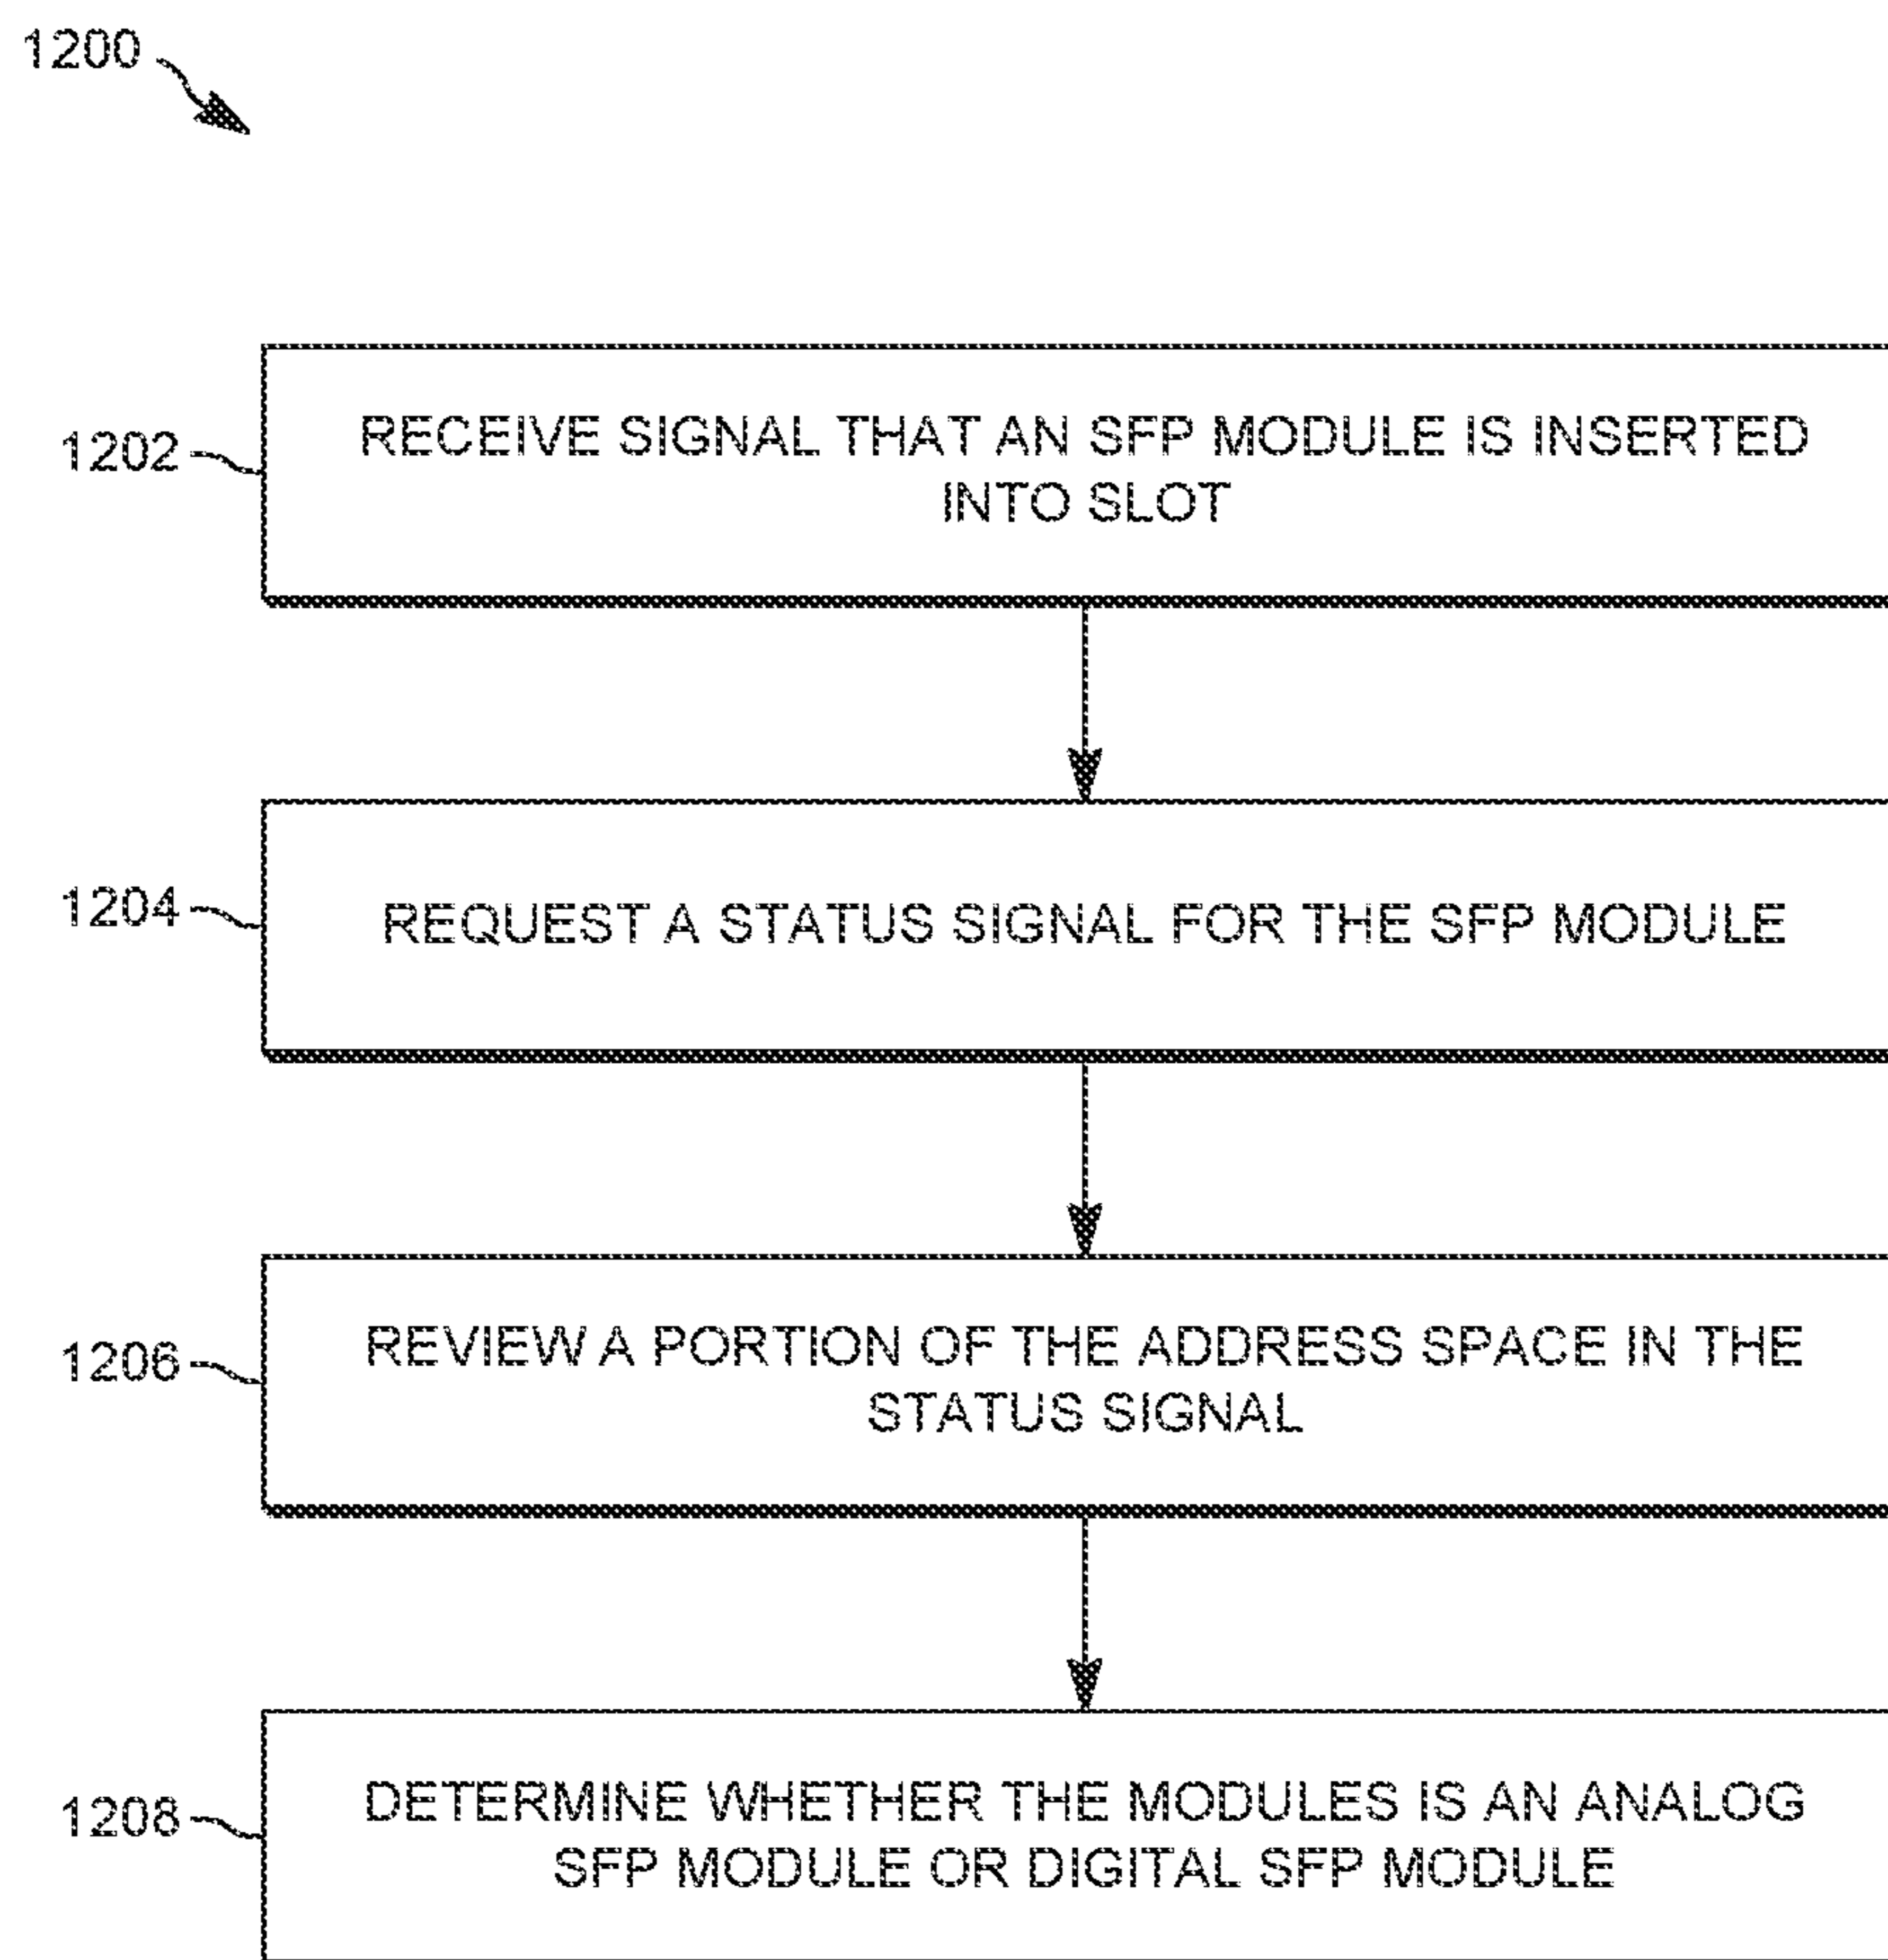 1200
1202
RECEIVE SIGNAL THAT AN SFP MODULE IS INSERTED
INTO SLOT
1204
REQUEST A STATUS SIGNAL FOR THE SFP MODULE
1206
REVIEW A PORTION OF THE ADDRESS SPACE IN THE
STATUS SIGNAL
1208
DETERMINE WHETHER THE MODULES IS AN ANALOG
SFP MODULE OR DIGITAL SFP MODULE